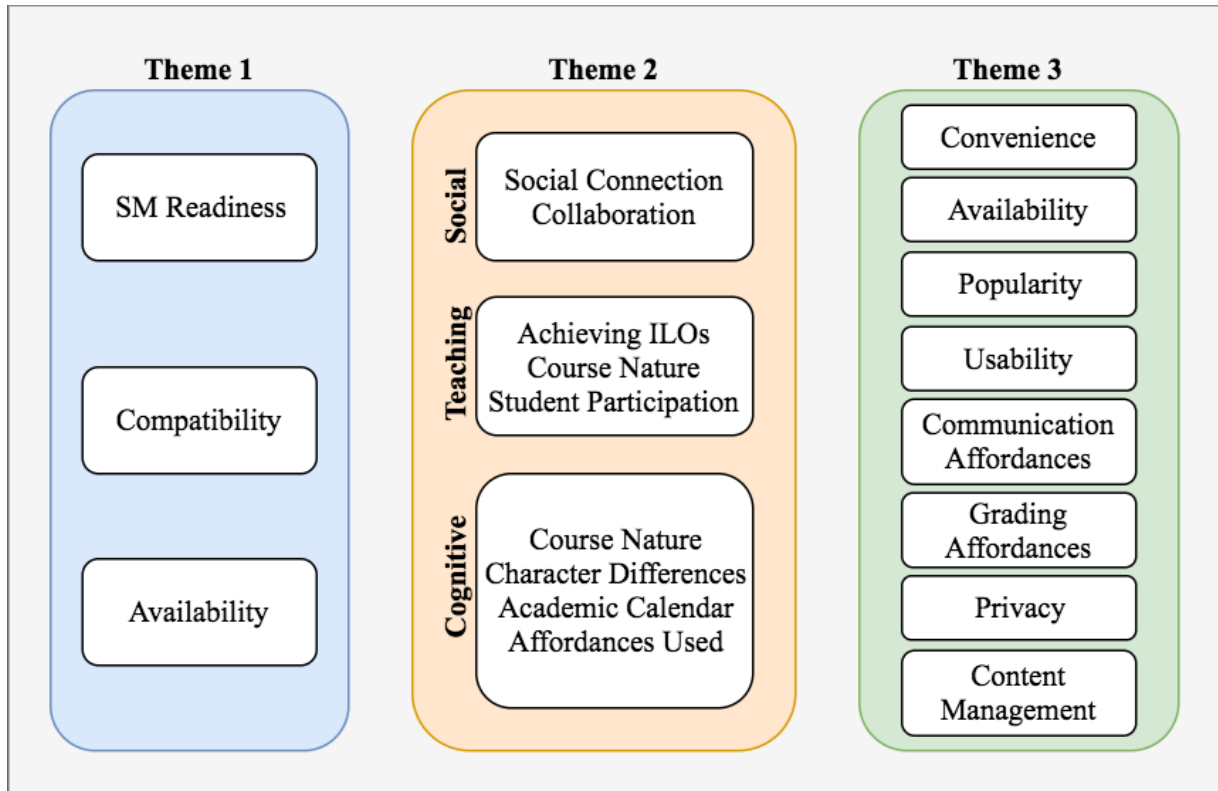 Theme 1
SM Readiness
Compatibility
Availability
Theme 2
Social
Social Connection
Collaboration
Teaching
Achieving ILOs
Course Nature
Student Participation
Cognitive
Course Nature
Character Differences
Academic Calendar
Affordances Used
Theme 3
Convenience
Availability
Popularity
Usability
Communication
Affordances
Grading
Affordances
Privacy
Content
Management